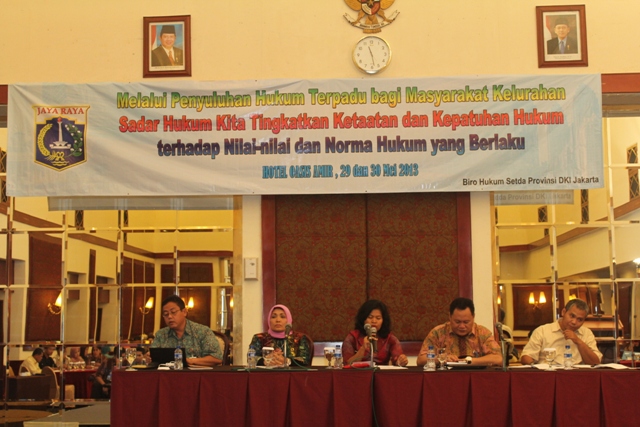 JAYA RAYA
Melalui Penyuluhan Hukum Terpadu bagi Masyarakat Kelurahan
Sadar Hukum Kita Tingkatkan Ketaatan dan Kepatuhan Hukum
terhadap Nilai-nilai dan Norma Hukum yang Berlaku
HOTEL OASIS AMIR , 29 dan 30 Mei 2013
Biro Hukum Setda Provinsi DKI Jakarta